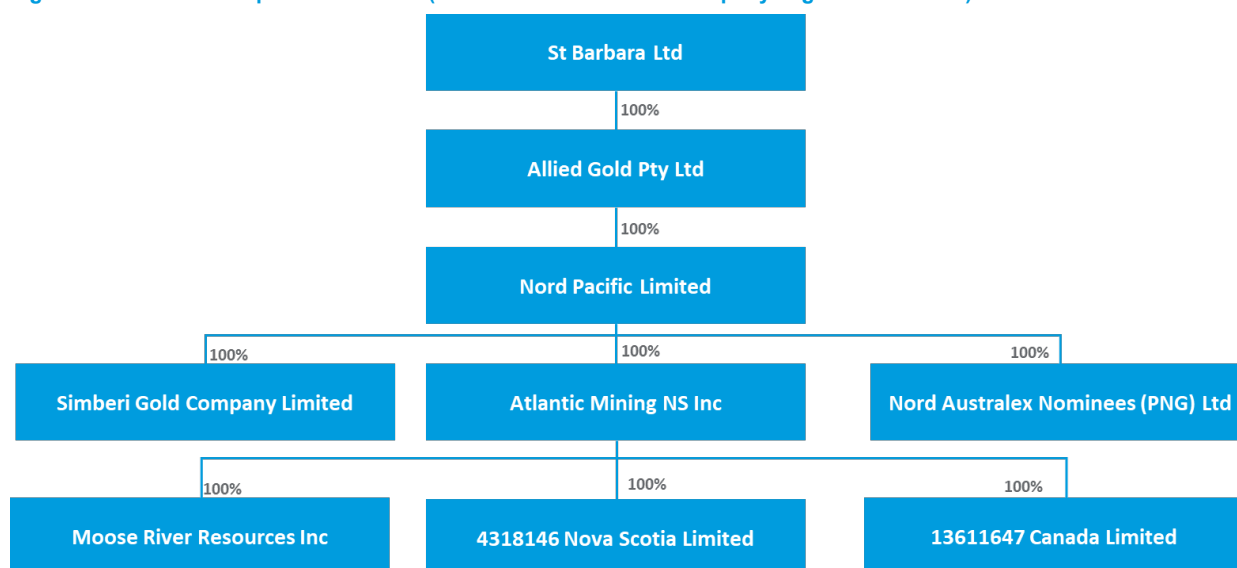 St Barbara Ltd
100%
Allied Gold Pty Ltd
100%
Nord Pacific Limited
100%
100%
100%
Simberi Gold Company Limited
Atlantic Mining NS Inc
Nord Australex Nominees (PNG) Ltd
100%
100%
100%
Moose River Resources Inc
4318146 Nova Scotia Limited
13611647 Canada Limited